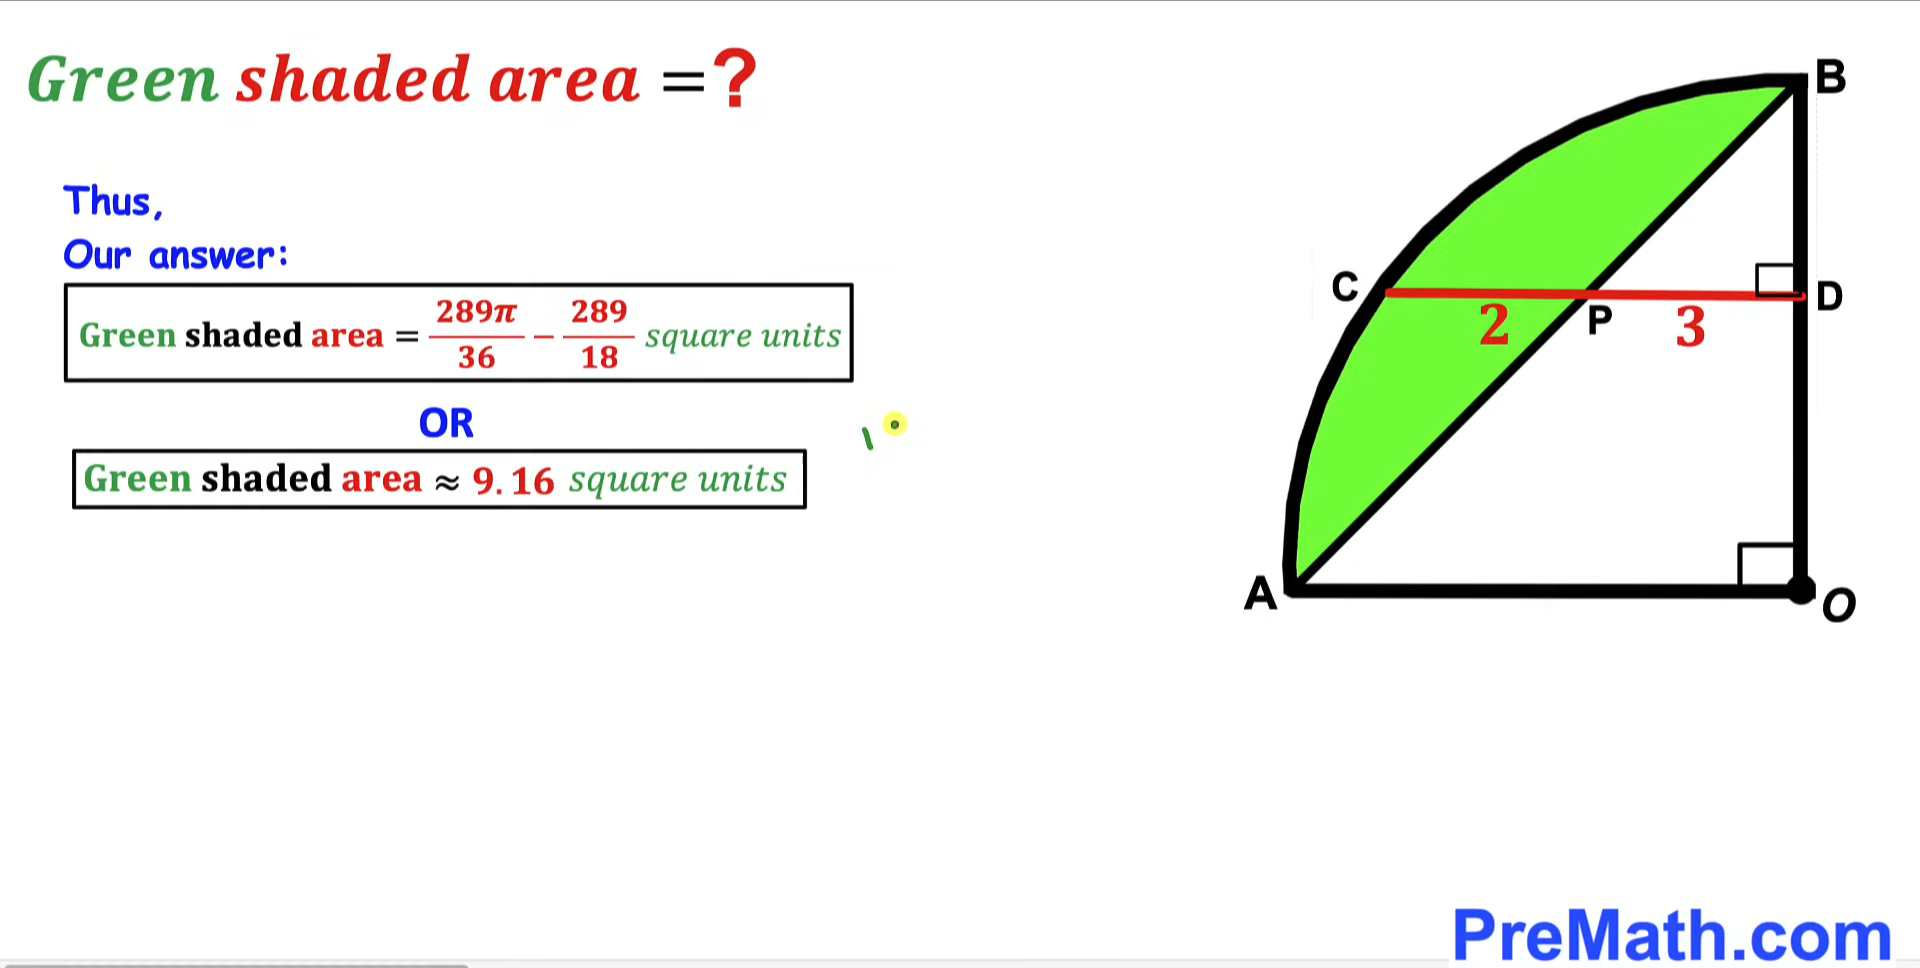 Green shaded area =?
Thus,
Our answer:
Green shaded area = 289π/36 − 289/18 square units
OR
Green shaded area ≈ 9.16 square units
B
C
D
2
P
3
A
O
PreMath.com